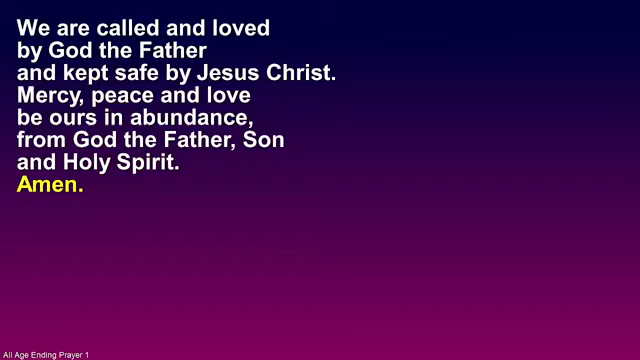 We are called and loved
by God the Father
and kept safe by Jesus Christ.
Mercy, peace and love
be ours in abundance,
from God the Father, Son
and Holy Spirit.
Amen.
All Age Ending Prayer 1